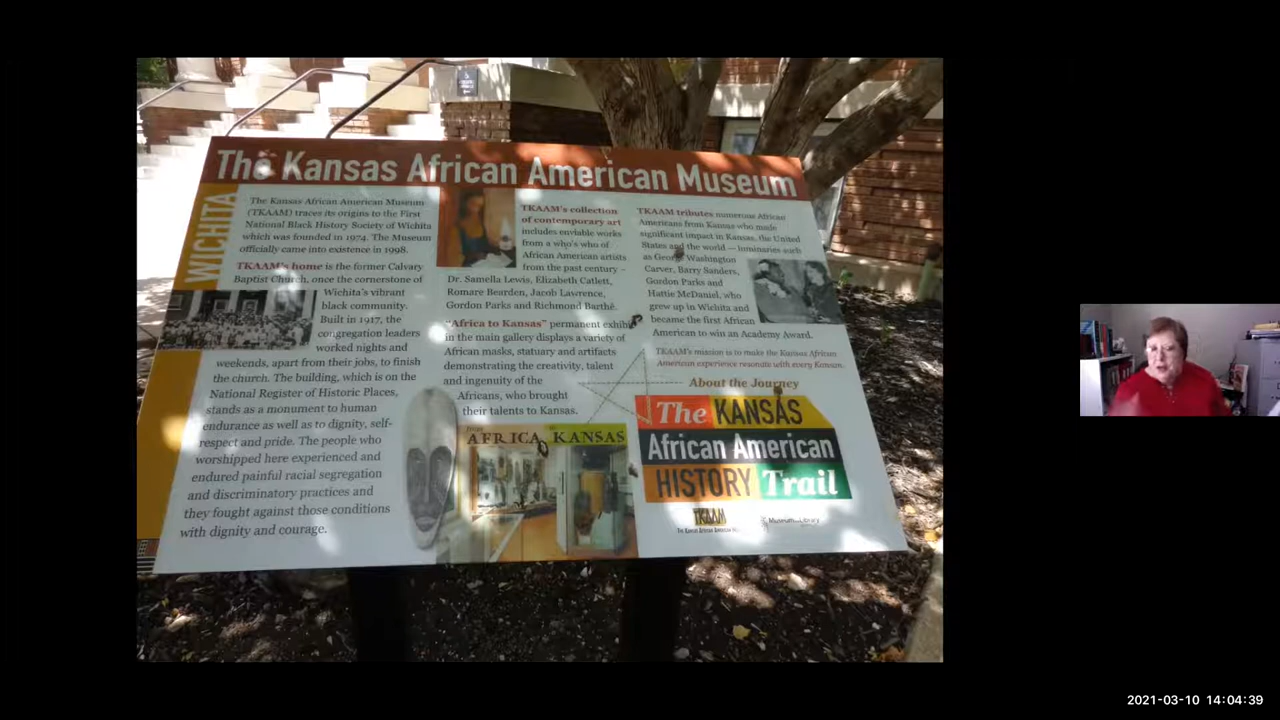 The Kansas African American Museum
WICHITA
The Kansas African American Museum
(TKAAM) traces its origins to the First
National Black History Society of Wichita
which was founded in 1974. The Museum
officially came into existence in 1998.
TKAAM's home is the former Calvary
Baptist Church, once the cornerstone of
Wichita's vibrant
black community.
Built in 1917, the
congregation leaders
worked nights and
weekends, apart from their jobs, to finish
the church. The building, which is on the
National Register of Historic Places,
stands as a monument to human
endurance as well as to dignity, self-
respect and pride. The people who
worshipped here experienced and
endured painful racial segregation
and discriminatory practices and
they fought against those conditions
with dignity and courage.
TKAAM's collection
of contemporary art
includes enviable works
from a who's who of
African American artists
from the past century –
Dr. Samella Lewis, Elizabeth Catlett,
Romare Bearden, Jacob Lawrence,
Gordon Parks and Richmond Barthé.
"Africa to Kansas" permanent exhibit
in the main gallery displays a variety of
African masks, statuary and artifacts
demonstrating the creativity, talent
and ingenuity of the
Africans, who brought
their talents to Kansas.
from AFRICA to KANSAS
TKAAM tributes numerous African
Americans from Kansas who made
significant impact in Kansas, the United
States and the world — luminaries such
as George Washington
Carver, Barry Sanders,
Gordon Parks and
Hattie McDaniel, who
grew up in Wichita and
became the first African
American to win an Academy Award.
TKAAM's mission is to make the Kansas African
American experience resonate with every Kansan.
About the Journey
The KANSAS
African American
HISTORY Trail
TKAAM
The Kansas African American
Museum Library
2021-03-10 14:04:39